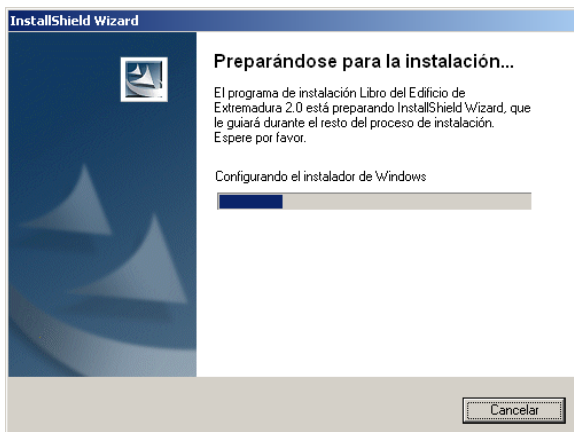 InstallShield Wizard
Preparándose para la instalación...
El programa de instalación Libro del Edificio de
Extremadura 2.0 está preparando InstallShield Wizard, que
le guiará durante el resto del proceso de instalación.
Espere por favor.
Configurando el instalador de Windows
Cancelar